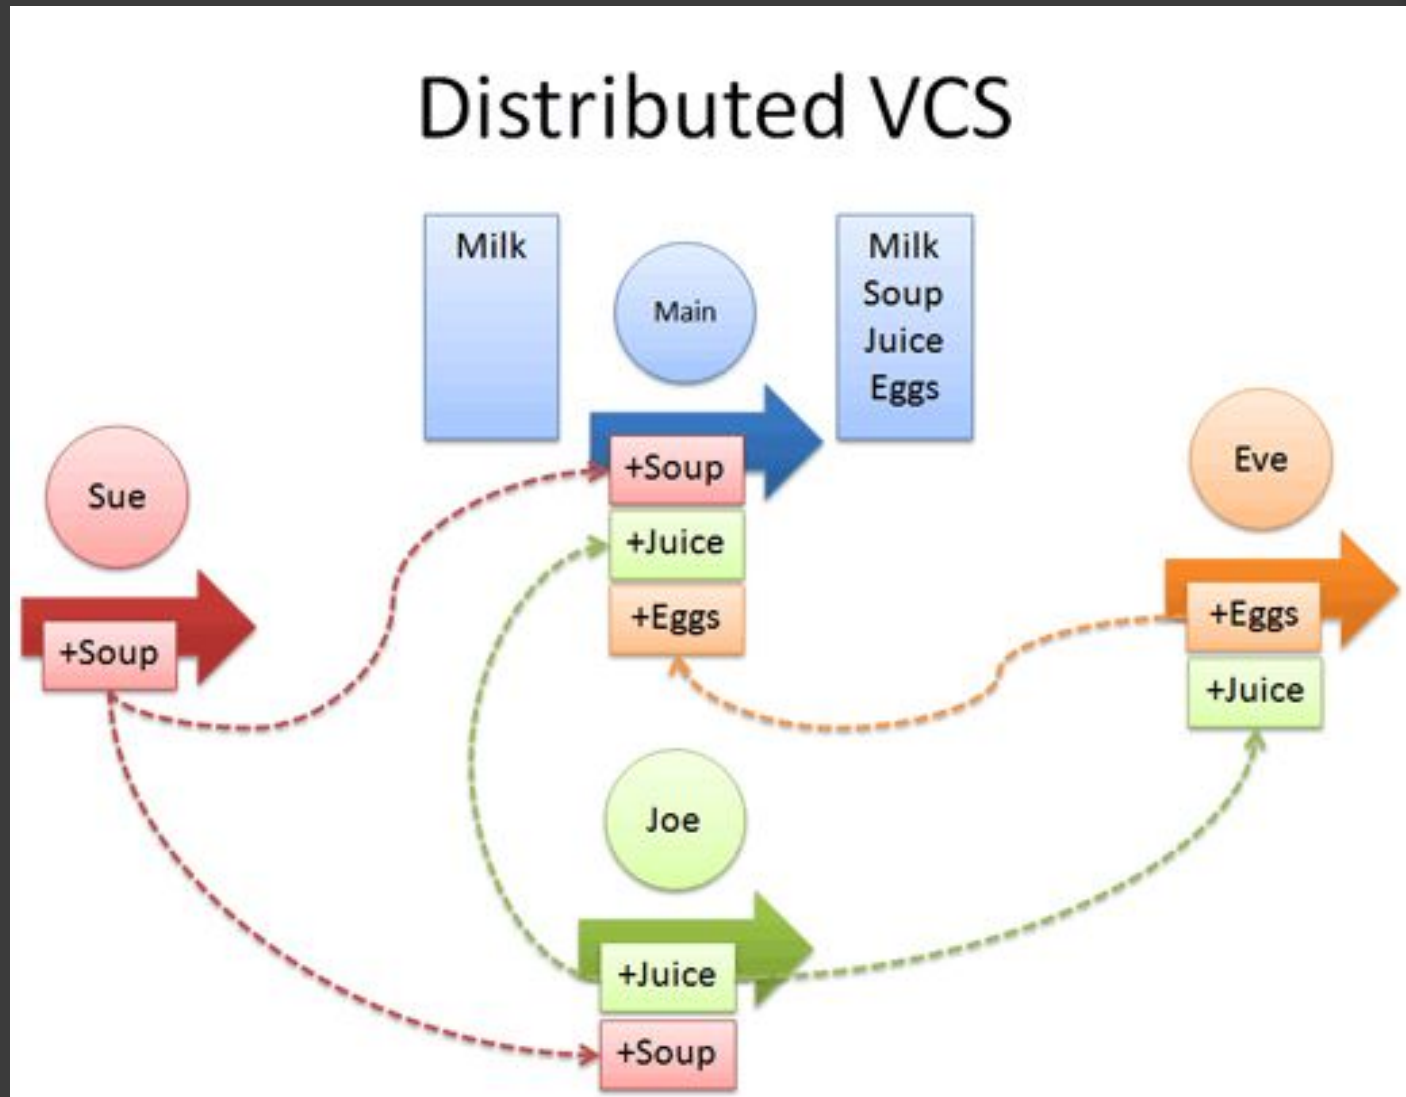 Distributed VCS
Milk
Main
Milk
Soup
Juice
Eggs
Sue
+Soup
+Soup
+Juice
+Eggs
Eve
+Eggs
+Juice
Joe
+Juice
+Soup